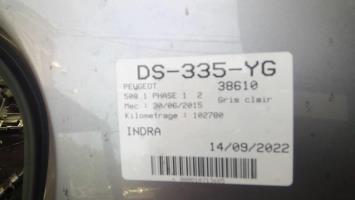 DS-335-YG
PEUGEOT 38610
508 1 PHASE 1 2
Mec : 30/06/2015 Gris clair
Kilometrage : 102780
INDRA
14/09/2022